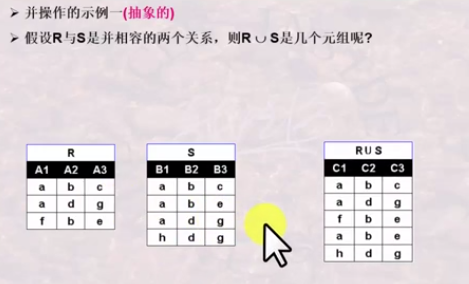 ➢ 并操作的示例一(抽象的)
➢ 假设R与S是并相容的两个关系，则R ∪ S是几个元组呢?
R
A1 A2 A3
a b c
a d g
f b e
S
B1 B2 B3
a b c
a b e
a d g
h d g
R U S
C1 C2 C3
a b c
a d g
f b e
a b e
h d g